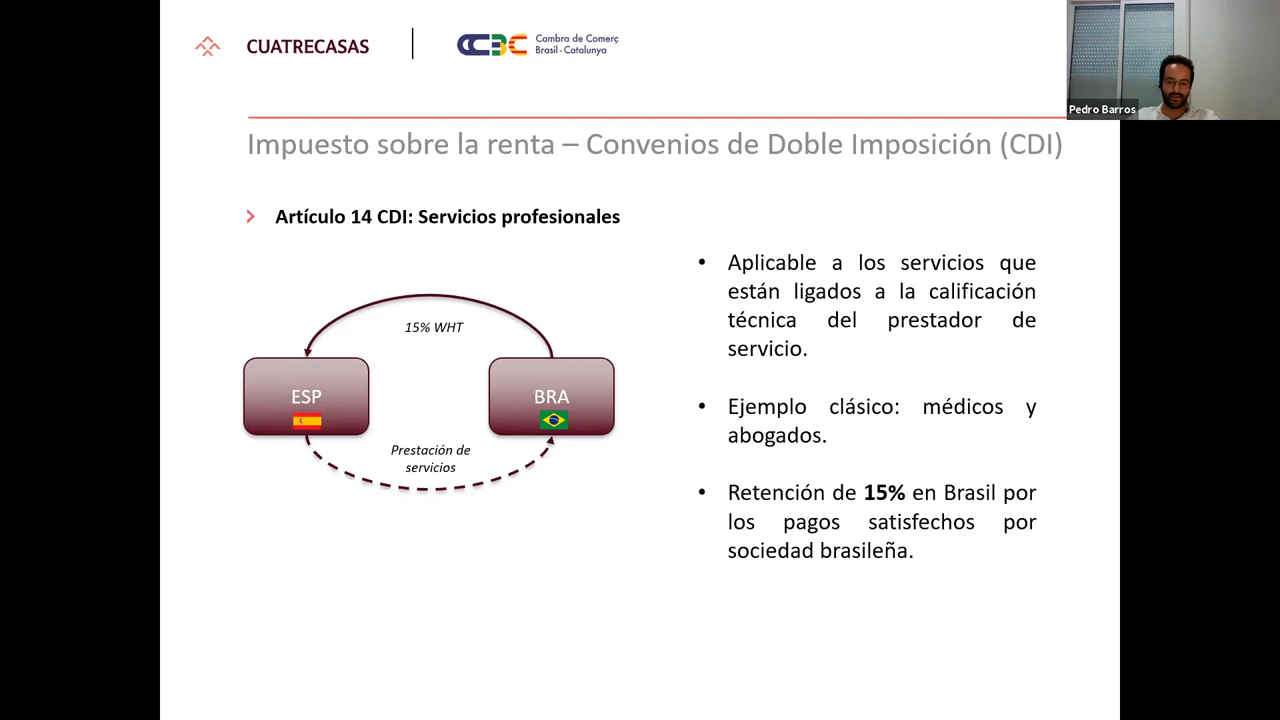 CUATRECASAS
CCBC
Cambra de Comerç
Brasil - Catalunya
Pedro Barros
Impuesto sobre la renta – Convenios de Doble Imposición (CDI)
Artículo 14 CDI: Servicios profesionales
15% WHT
ESP
BRA
Prestación de
servicios
• Aplicable a los servicios que
están ligados a la calificación
técnica del prestador de
servicio.
• Ejemplo clásico: médicos y
abogados.
• Retención de 15% en Brasil por
los pagos satisfechos por
sociedad brasileña.